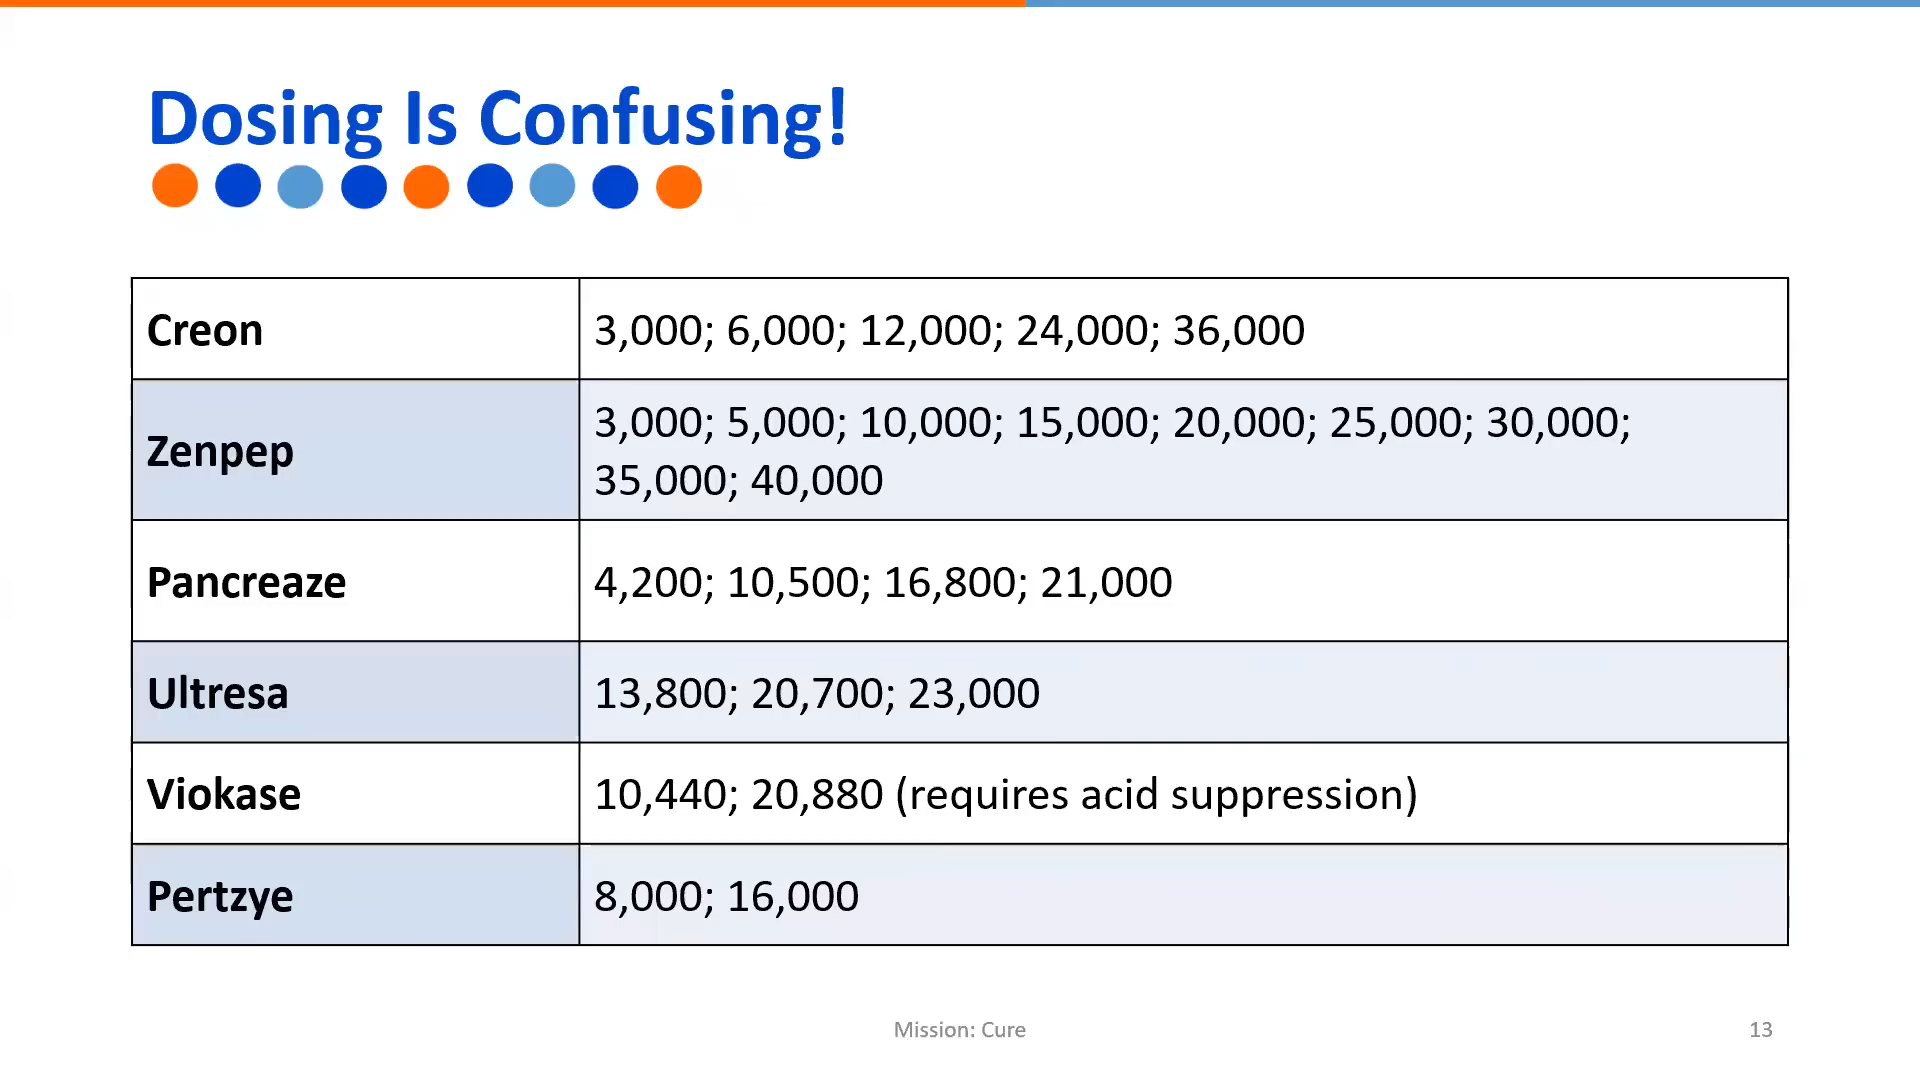 Dosing Is Confusing!
Creon
3,000; 6,000; 12,000; 24,000; 36,000
Zenpep
3,000; 5,000; 10,000; 15,000; 20,000; 25,000; 30,000;
35,000; 40,000
Pancreaze
4,200; 10,500; 16,800; 21,000
Ultresa
13,800; 20,700; 23,000
Viokase
10,440; 20,880 (requires acid suppression)
Pertzye
8,000; 16,000
Mission: Cure
13